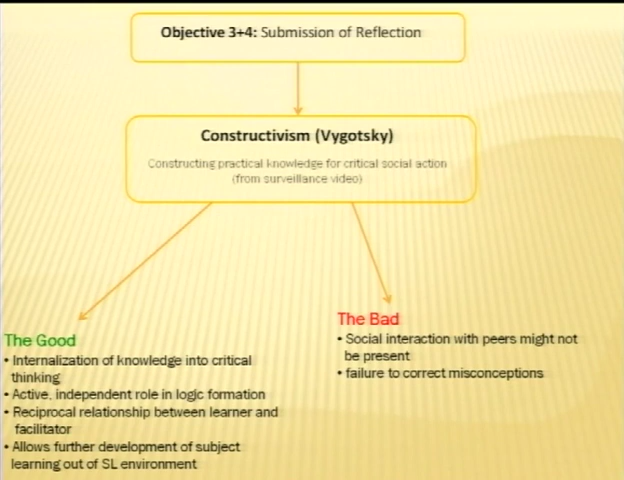 Objective 3+4: Submission of Reflection
Constructivism (Vygotsky)
Constructing practical knowledge for critical social action
(from surveillance video)
The Good
• Internalization of knowledge into critical
thinking
• Active, independent role in logic formation
• Reciprocal relationship between learner and
facilitator
• Allows further development of subject
learning out of SL environment
The Bad
• Social interaction with peers might not
be present
• failure to correct misconceptions